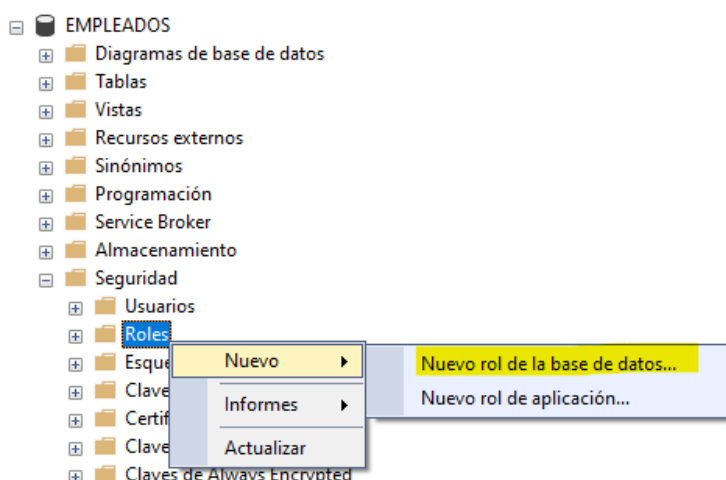 EMPLEADOS
Diagramas de base de datos
Tablas
Vistas
Recursos externos
Sinónimos
Programación
Service Broker
Almacenamiento
Seguridad
Usuarios
Roles
Nuevo
Nuevo rol de la base de datos...
Esque
Nuevo rol de aplicación...
Clave
Informes
Certif
Clave
Actualizar
Claves de Always Encrypted